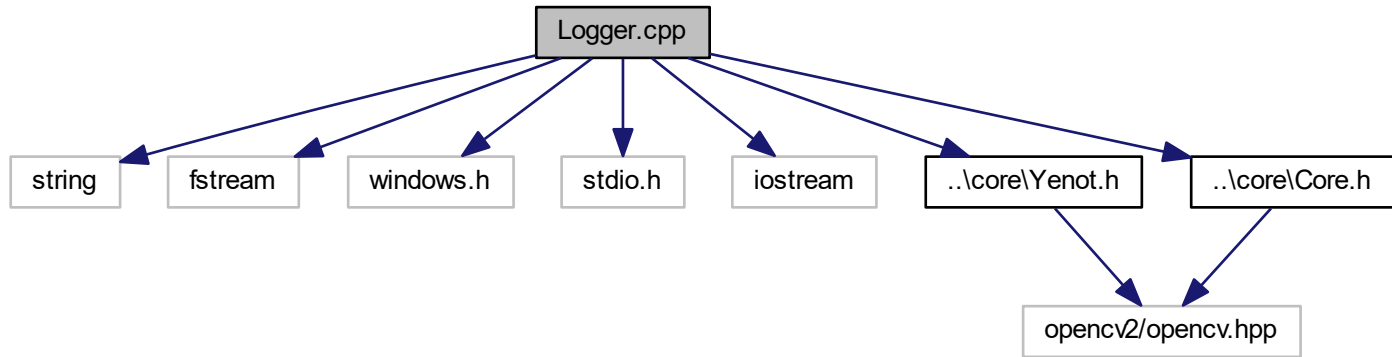 Logger.cpp
string
fstream
windows.h
stdio.h
iostream
..\core\Yenot.h
..\core\Core.h
opencv2/opencv.hpp